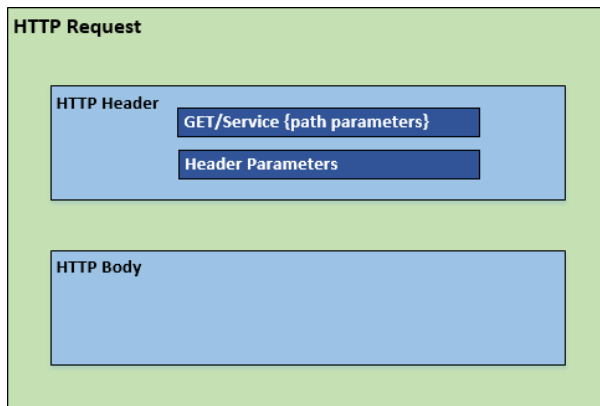 HTTP Request
HTTP Header
GET/Service {path parameters}
Header Parameters
HTTP Body